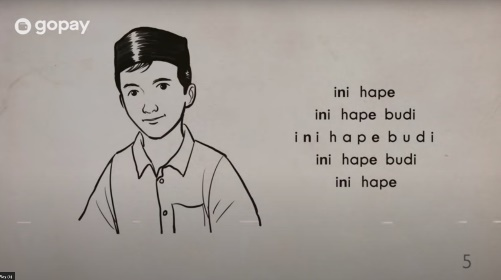 gopay
ini hape
ini hape budi
i n i h a p e b u d i
ini hape budi
ini hape
5